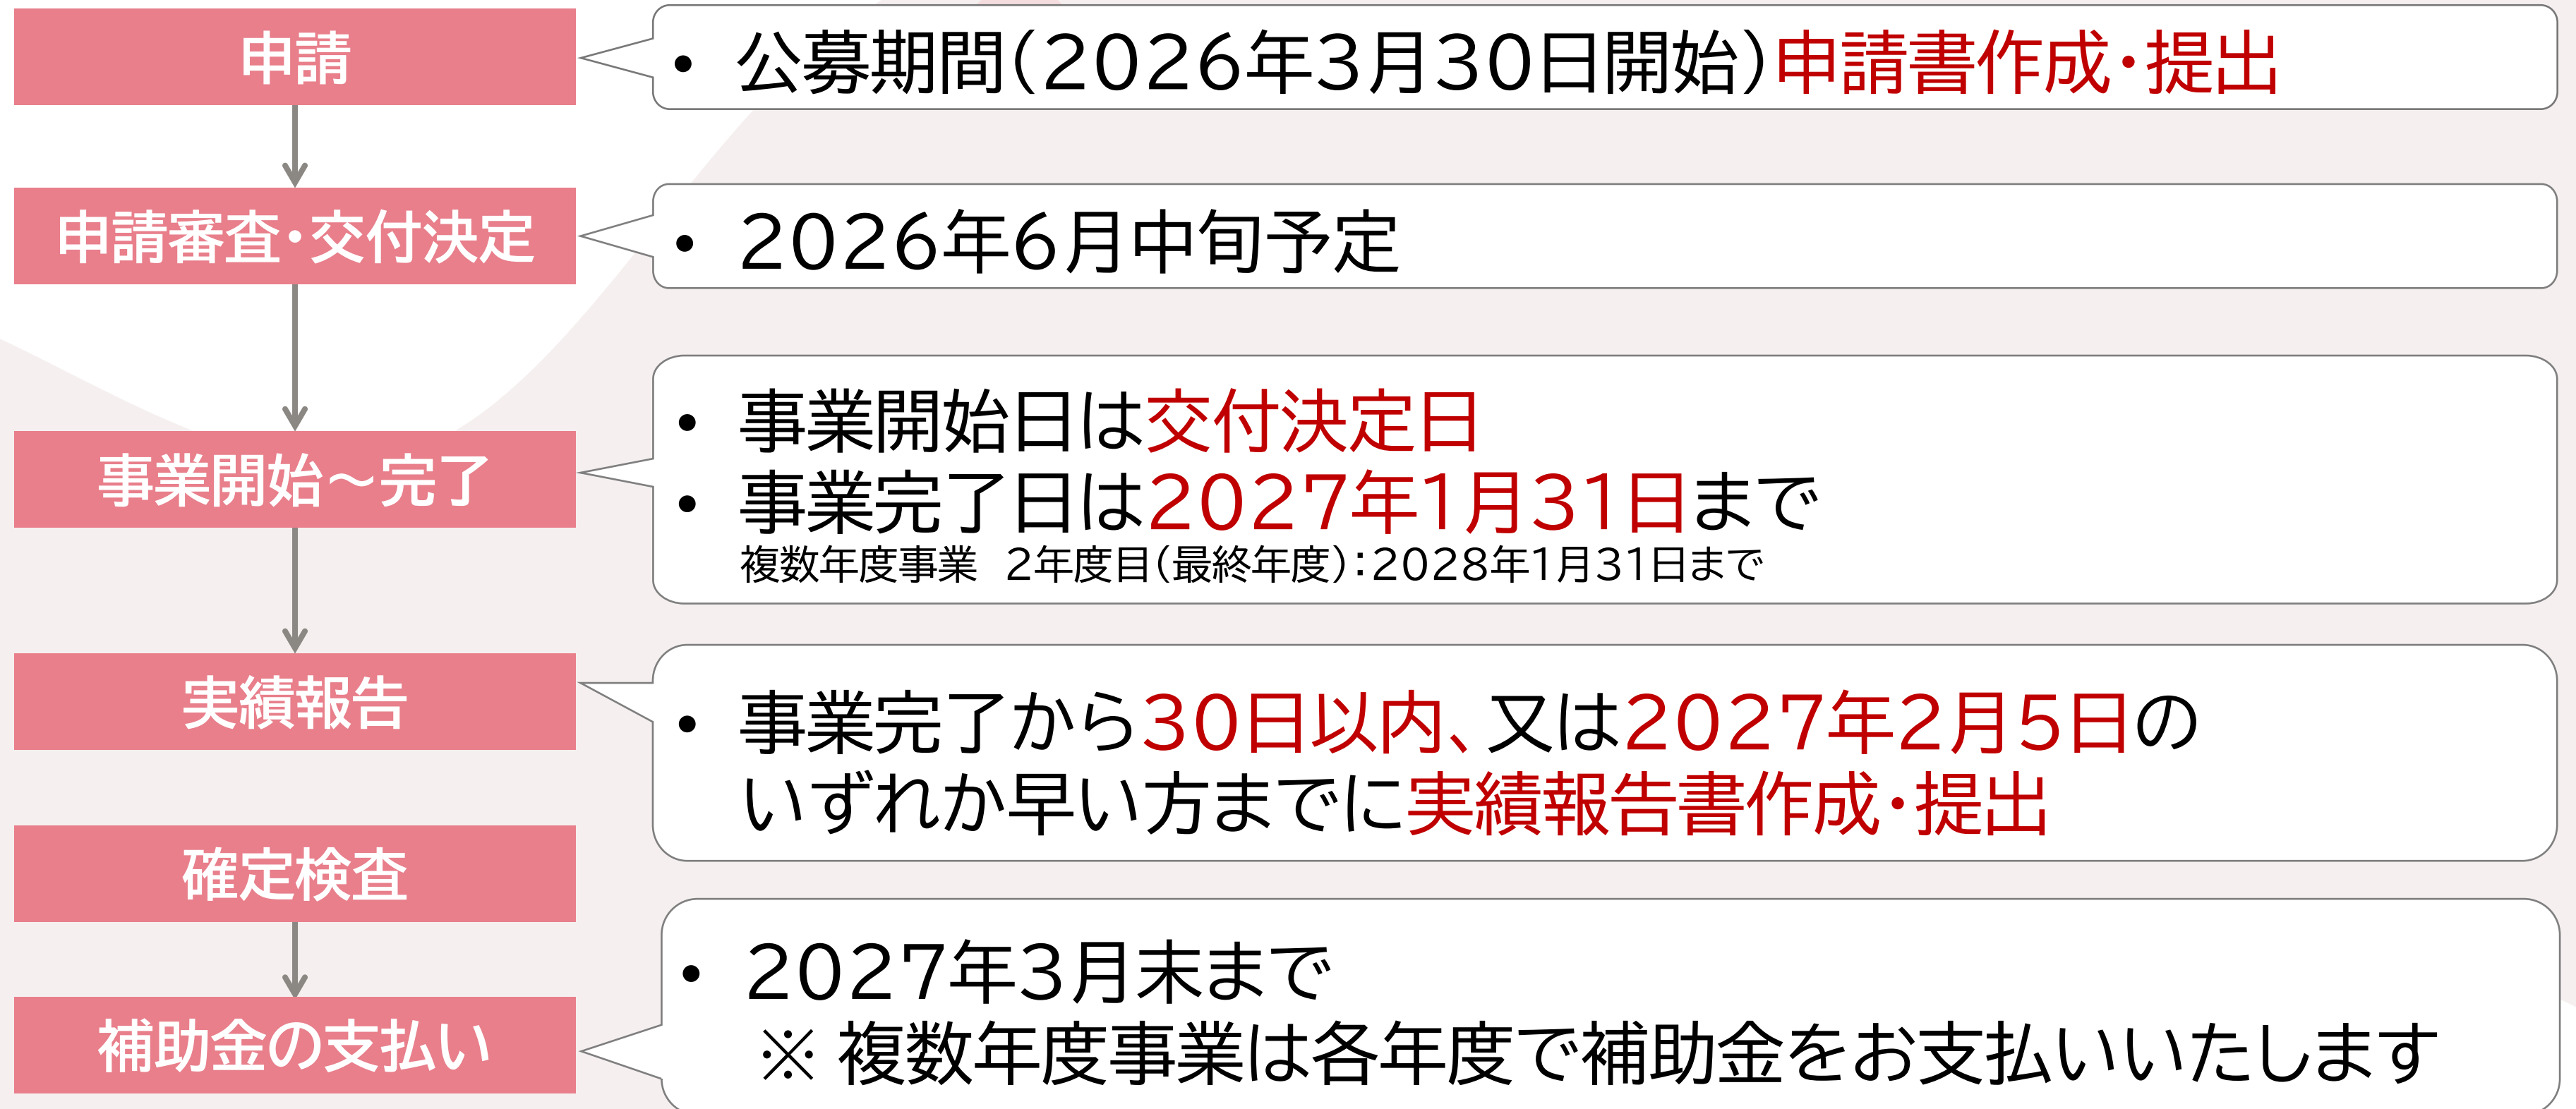 申請
• 公募期間（2026年3月30日開始）申請書作成・提出
申請審査・交付決定
• 2026年6月中旬予定
事業開始～完了
• 事業開始日は交付決定日
• 事業完了日は2027年1月31日まで
複数年度事業　2年度目（最終年度）：2028年1月31日まで
実績報告
• 事業完了から30日以内、又は2027年2月5日の
いずれか早い方までに実績報告書作成・提出
確定検査
補助金の支払い
• 2027年3月末まで
※ 複数年度事業は各年度で補助金をお支払いいたします